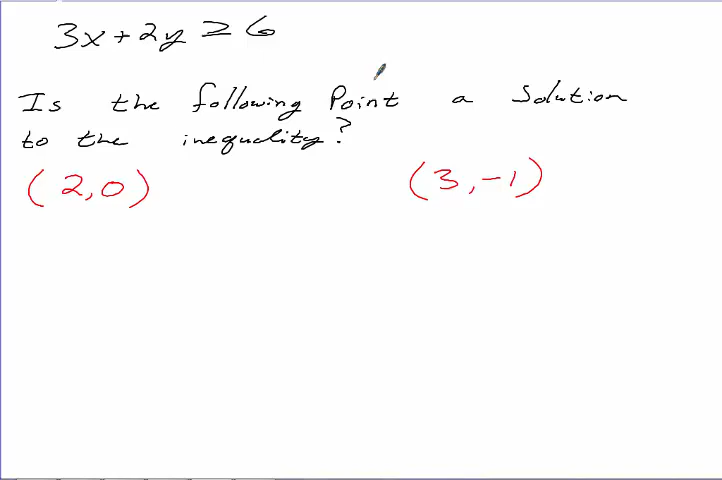 3x+2y ≥ 6
Is the following Point a Solution
to the inequality?
(2,0) (3,-1)